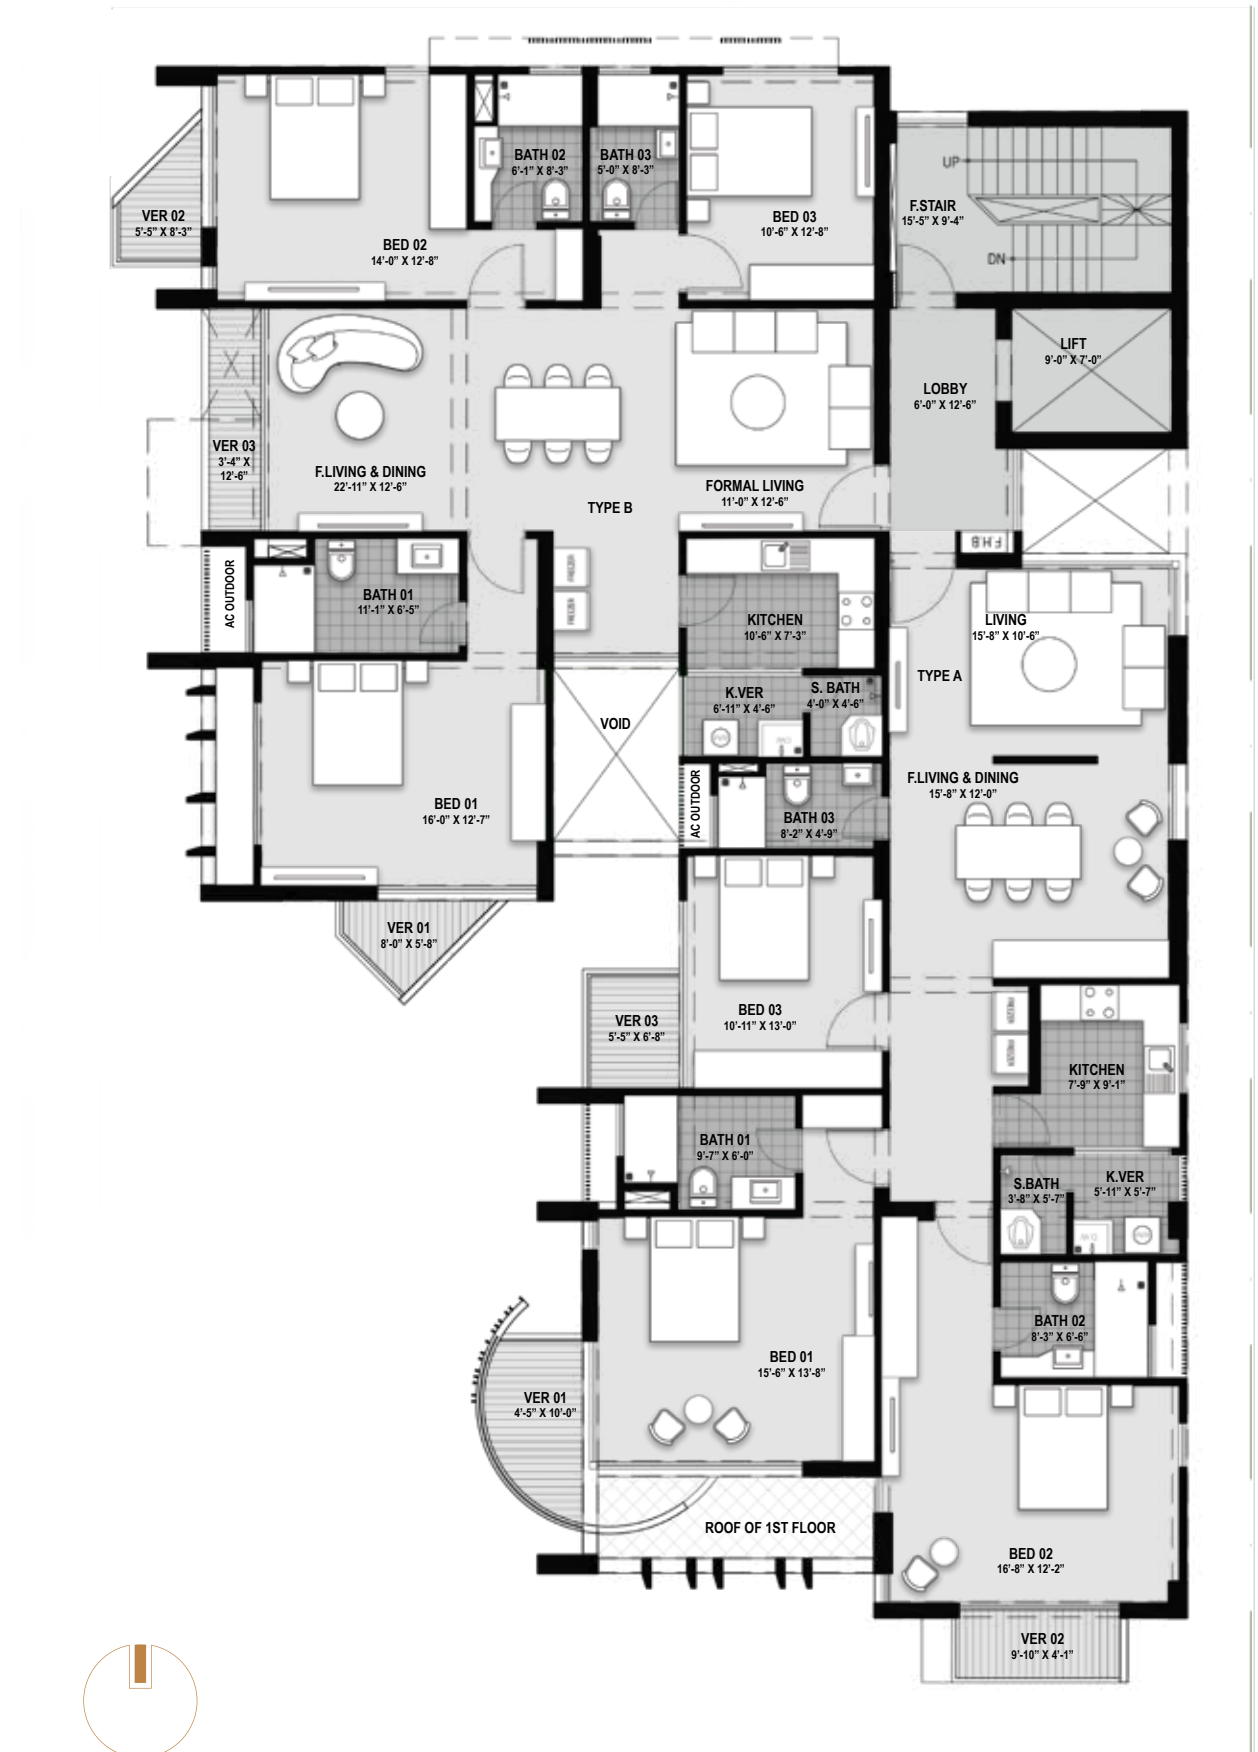 BATH 02
6'-1" X 8'-3"
BATH 03
5'-0" X 8'-3"
UP
VER 02
5'-5" X 8'-3"
BED 02
14'-0" X 12'-8"
BED 03
10'-6" X 12'-8"
F.STAIR
15'-5" X 9'-4"
DN
LIFT
9'-0" X 7'-0"
LOBBY
6'-0" X 12'-6"
VER 03
3'-4" X
12'-6"
F.LIVING & DINING
22'-11" X 12'-6"
TYPE B
FORMAL LIVING
11'-0" X 12'-6"
F.H.B
AC OUTDOOR
BATH 01
11'-1" X 6'-5"
FREEZER
FREEZER
KITCHEN
10'-6" X 7'-3"
LIVING
15'-8" X 10'-6"
TYPE A
K.VER
6'-11" X 4'-6"
S. BATH
4'-0" X 4'-6"
VOID
BED 01
16'-0" X 12'-7"
AC OUTDOOR
BATH 03
8'-2" X 4'-9"
F.LIVING & DINING
15'-8" X 12'-0"
VER 01
8'-0" X 5'-8"
VER 03
5'-5" X 6'-8"
BED 03
10'-11" X 13'-0"
FREEZER
FREEZER
KITCHEN
7'-9" X 9'-1"
BATH 01
9'-7" X 6'-0"
S.BATH
3'-8" X 5'-7"
K.VER
5'-11" X 5'-7"
BATH 02
8'-3" X 6'-6"
BED 01
15'-6" X 13'-8"
VER 01
4'-5" X 10'-0"
ROOF OF 1ST FLOOR
BED 02
16'-8" X 12'-2"
VER 02
9'-10" X 4'-1"